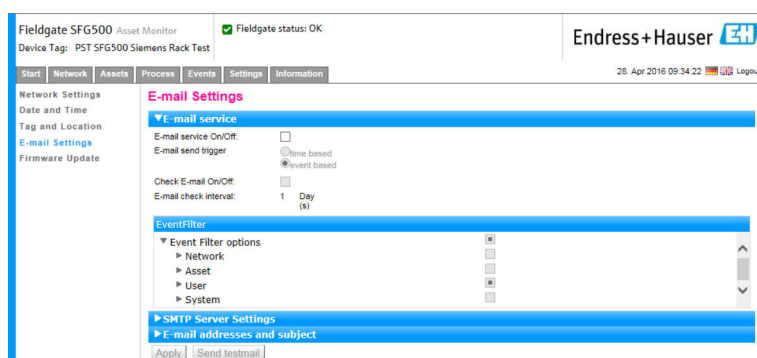 Fieldgate SFG500 Asset Monitor
Device Tag: PST SFG500 Siemens Rack Test
Fieldgate status: OK
Endress+Hauser EH
Start Network Assets Process Events Settings Information
28. Apr 2016 09:34:22 Logou
Network Settings
Date and Time
Tag and Location
E-mail Settings
Firmware Update
E-mail Settings
E-mail service
E-mail service On/Off:
E-mail send trigger
time based
event based
Check E-mail On/Off:
E-mail check interval: 1 Day
(s)
EventFilter
Event Filter options
Network
Asset
User
System
SMTP Server Settings
E-mail addresses and subject
Apply Send testmail